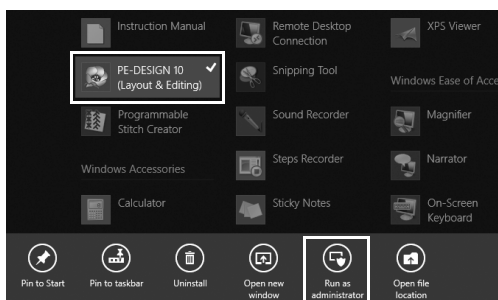 Instruction Manual
PE-DESIGN 10
(Layout & Editing)
Programmable
Stitch Creator
Windows Accessories
Calculator
Remote Desktop
Connection
Snipping Tool
Sound Recorder
Steps Recorder
Sticky Notes
XPS Viewer
Windows Ease of Acce
Magnifier
Narrator
On-Screen
Keyboard
Pin to Start
Pin to taskbar
Uninstall
Open new
window
Run as
administrator
Open file
location